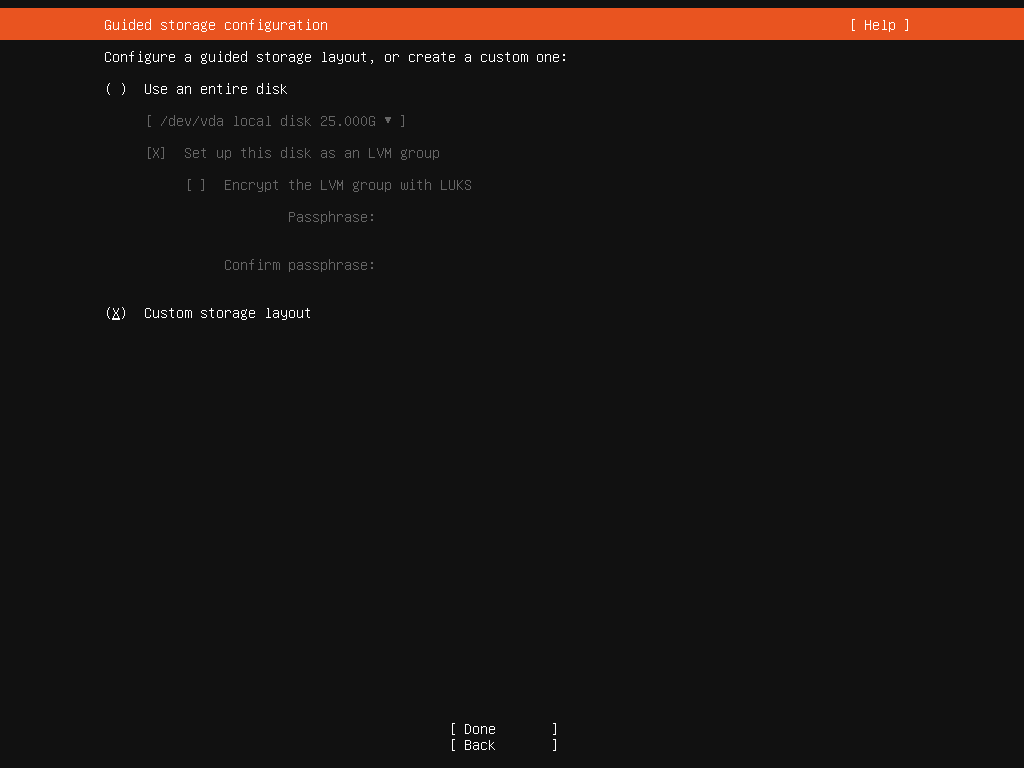 Guided storage configuration [ Help ]
Configure a guided storage layout, or create a custom one:
( ) Use an entire disk
[ /dev/vda local disk 25.000G ▾ ]
[X] Set up this disk as an LVM group
[ ] Encrypt the LVM group with LUKS
Passphrase:
Confirm passphrase:
(X) Custom storage layout
[ Done ]
[ Back ]